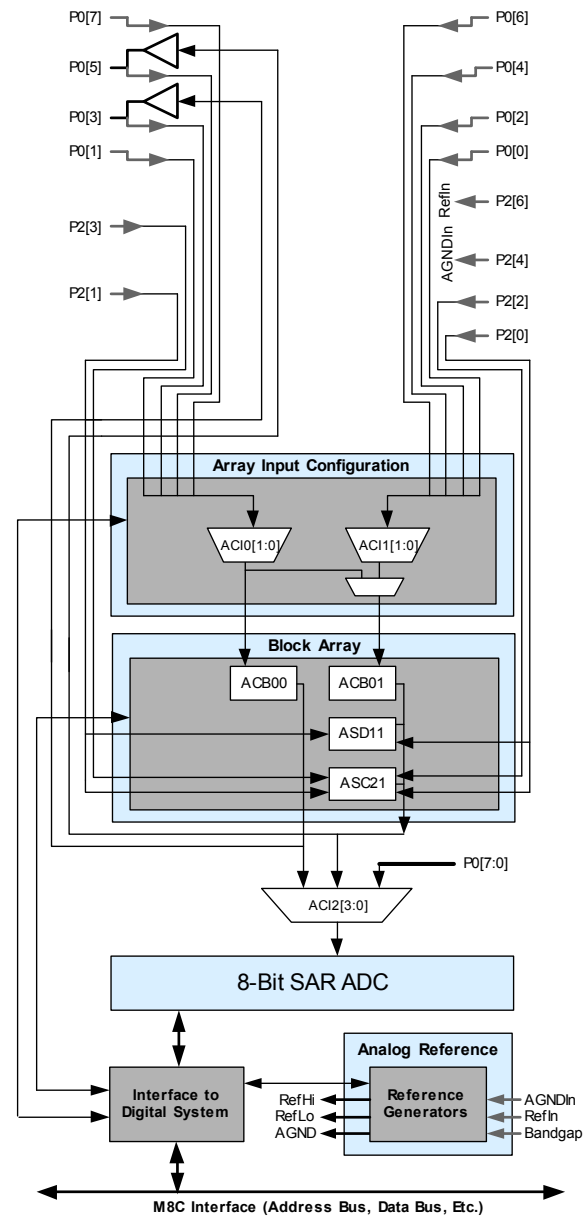 P0[7]
P0[5]
P0[3]
P0[1]
P2[3]
P2[1]
P0[6]
P0[4]
P0[2]
P0[0]
P2[6]
P2[4]
P2[2]
P2[0]
AGNDIn RefIn
Array Input Configuration
ACI0[1:0]
ACI1[1:0]
Block Array
ACB00
ACB01
ASD11
ASC21
P0[7:0]
ACI2[3:0]
8-Bit SAR ADC
Analog Reference
Interface to
Digital System
RefHi
RefLo
AGND
Reference
Generators
AGNDIn
RefIn
Bandgap
M8C Interface (Address Bus, Data Bus, Etc.)